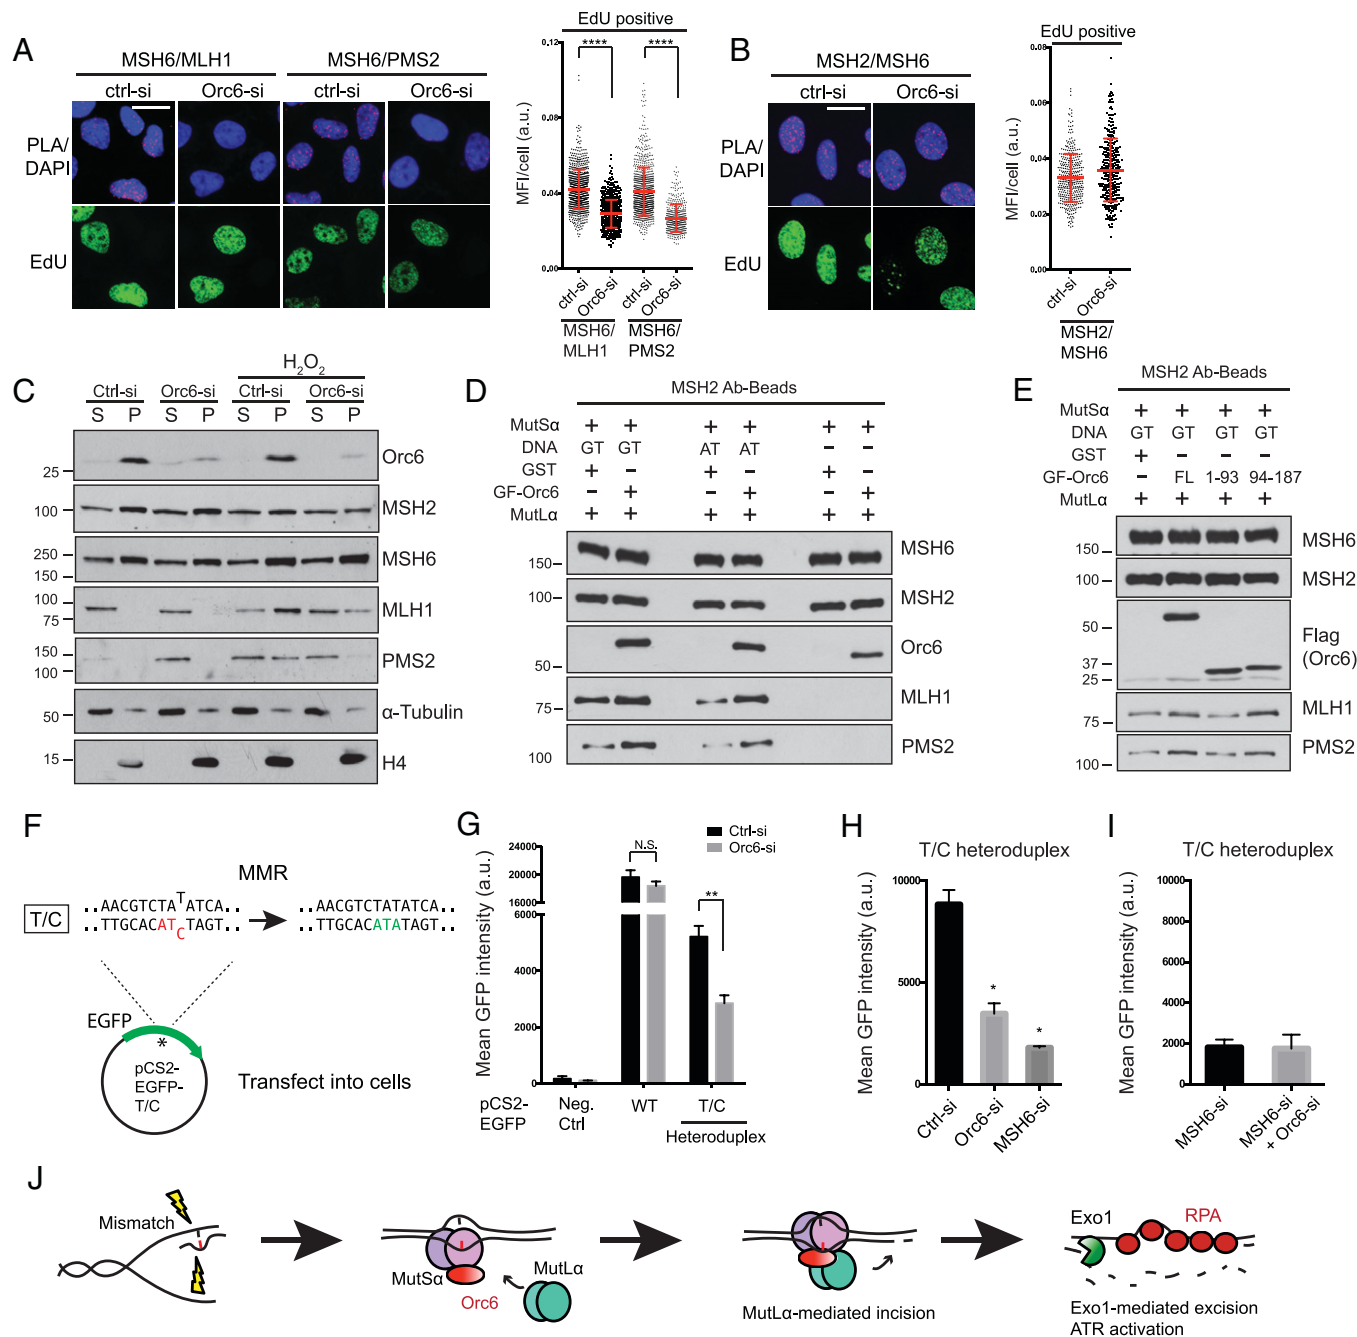 A
MSH6/MLH1
MSH6/PMS2
ctrl-si
Orc6-si
ctrl-si
Orc6-si
PLA/
DAPI
EdU
EdU positive
****
****
MFI/cell (a.u.)
0.12
0.08
0.04
0.00
ctrl-si
Orc6-si
ctrl-si
Orc6-si
MSH6/
MLH1
MSH6/
PMS2
B
MSH2/MSH6
ctrl-si
Orc6-si
PLA/
DAPI
EdU
EdU positive
MFI/cell (a.u.)
0.08
0.06
0.04
0.02
0.00
ctrl-si
Orc6-si
MSH2/
MSH6
C
H2O2
Ctrl-si
Orc6-si
Ctrl-si
Orc6-si
S P S P S P S P
25
Orc6
100
MSH2
250
150
MSH6
100
75
MLH1
150
100
PMS2
50
α-Tubulin
15
H4
D
MSH2 Ab-Beads
MutSα + + + + + +
DNA GT GT AT AT – –
GST + – + – + –
GF-Orc6 – + – + – +
MutLα + + + + + +
150
MSH6
100
MSH2
50
Orc6
75
MLH1
100
PMS2
E
MSH2 Ab-Beads
MutSα + + + +
DNA GT GT GT GT
GST + – – –
GF-Orc6 – FL 1-93 94-187
MutLα + + + +
150
MSH6
100
MSH2
50
37
25
Flag
(Orc6)
75
MLH1
100
PMS2
F
MMR
T/C
T
AACGTCTA ATCA
TTGCACAT TAGT
C
AACGTCTATATCA
TTGCACATATAGT
EGFP
*
pCS2-
EGFP-
T/C
Transfect into cells
G
Ctrl-si
Orc6-si
Mean GFP intensity (a.u.)
24000
20000
16000
10000
6000
4000
2000
0
N.S.
**
pCS2-
EGFP
Neg.
Ctrl
WT
T/C
Heteroduplex
H
T/C heteroduplex
Mean GFP intensity (a.u.)
10000
5000
0
*
*
Ctrl-si
Orc6-si
MSH6-si
I
T/C heteroduplex
Mean GFP intensity (a.u.)
10000
8000
6000
4000
2000
0
MSH6-si
MSH6-si
+ Orc6-si
J
Mismatch
MutSα
Orc6
MutLα
MutLα-mediated incision
Exo1
RPA
Exo1-mediated excision
ATR activation